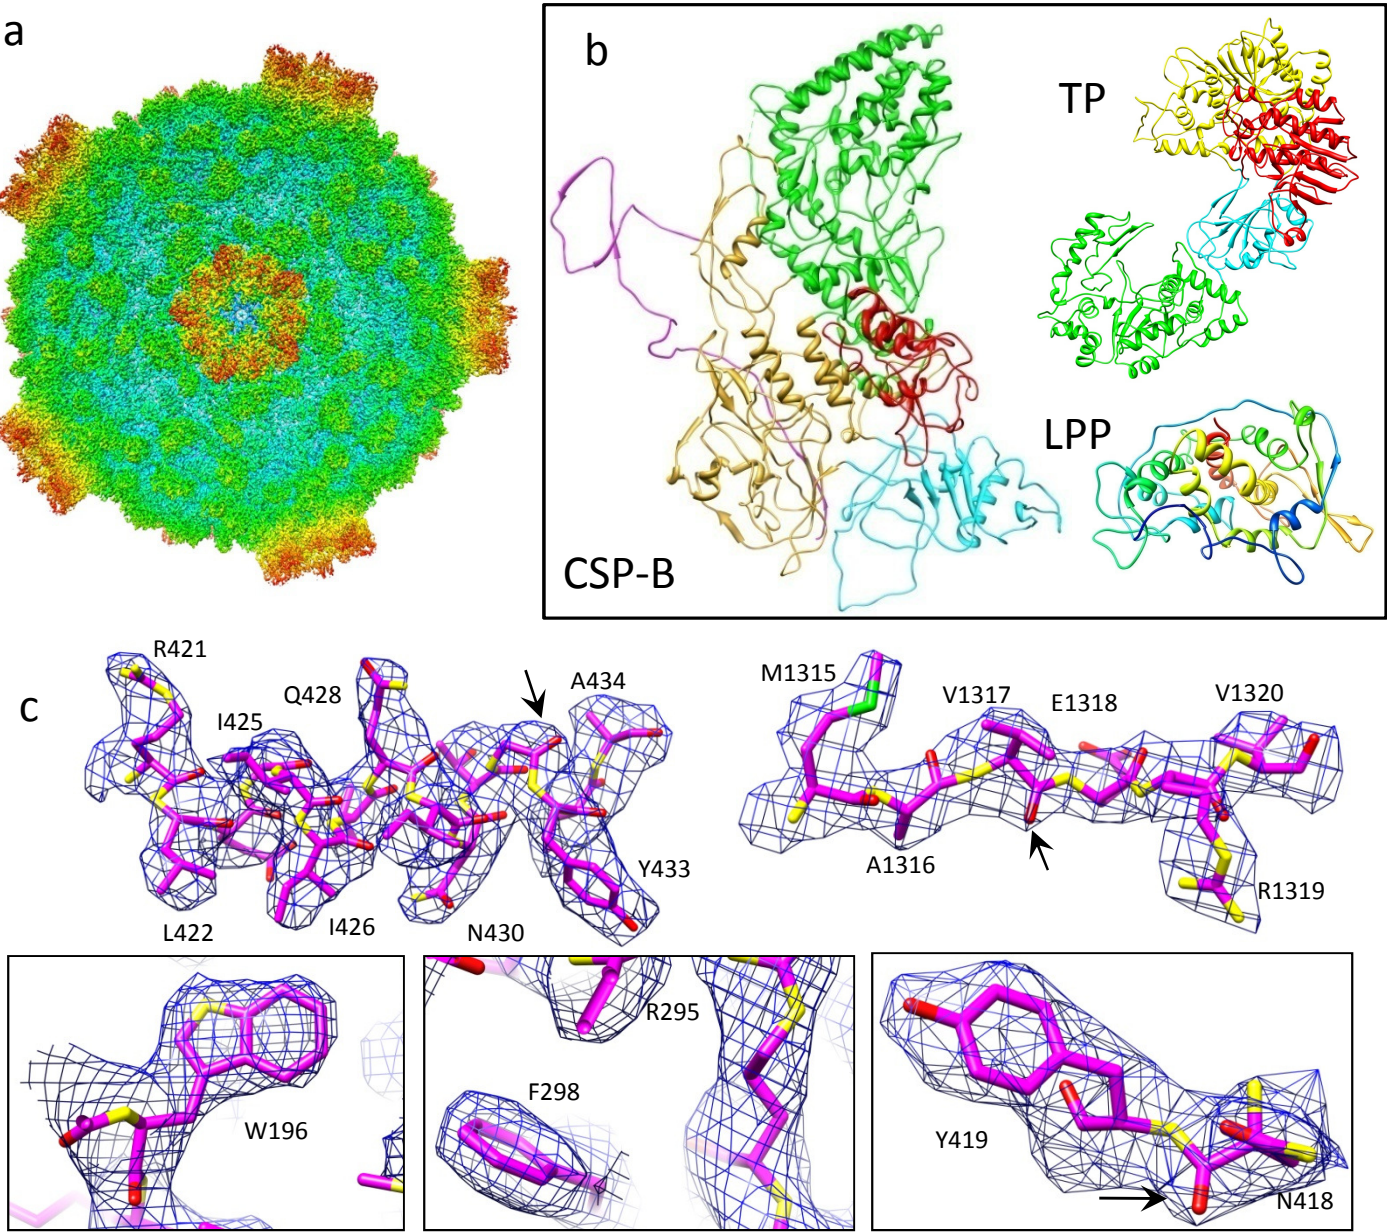 a
b
TP
LPP
CSP-B
c
R421
I425
Q428
A434
L422
I426
N430
Y433
M1315
V1317
E1318
V1320
A1316
R1319
W196
R295
F298
Y419
N418